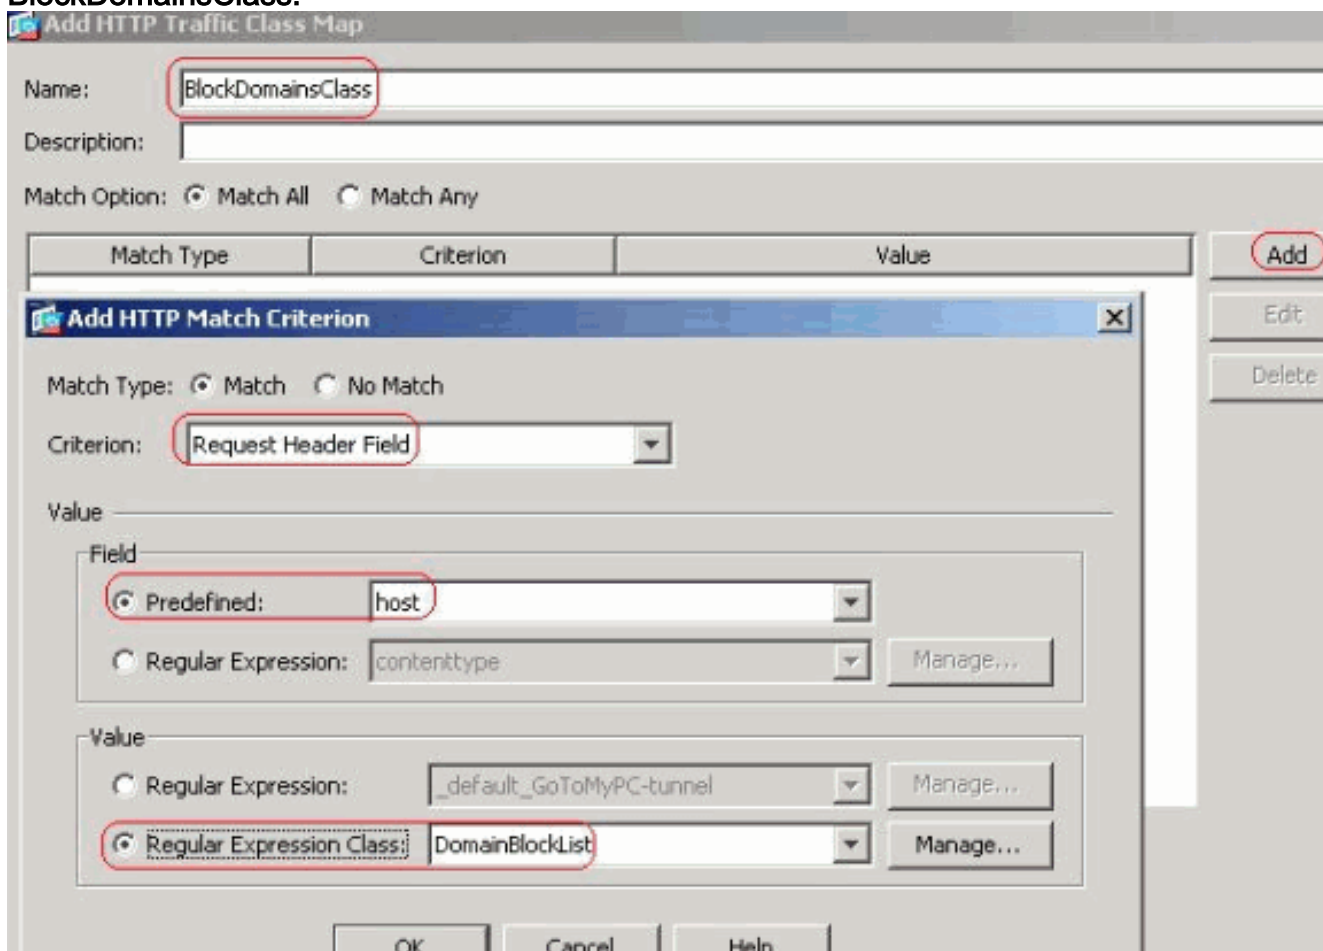 BlockDomainsClass.
Add HTTP Traffic Class Map
Name: BlockDomainsClass
Description:
Match Option: Match All Match Any
Match Type Criterion Value Add
Add HTTP Match Criterion
Edit
Match Type: Match No Match
Delete
Criterion: Request Header Field
Value
Field
Predefined: host
Regular Expression: contenttype Manage...
Value
Regular Expression: _default_GoToMyPC-tunnel Manage...
Regular Expression Class: DomainBlockList Manage...
OK Cancel Help